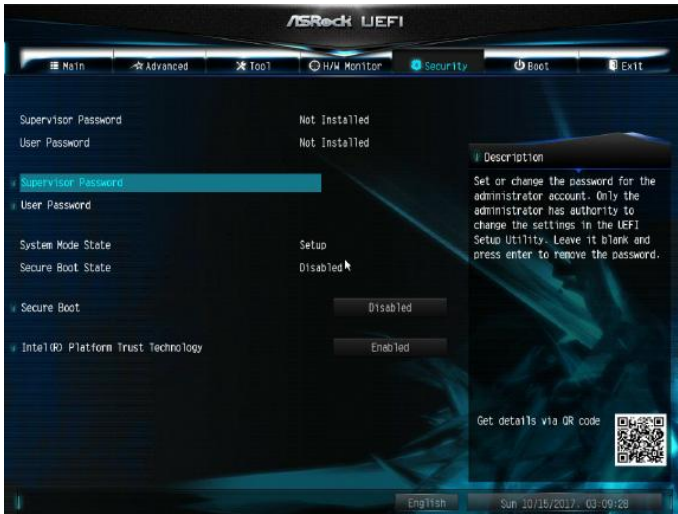 ASRock UEFI
Main Advanced Tool H/W Monitor Security Boot Exit
Supervisor Password Not Installed
User Password Not Installed
Supervisor Password
User Password
System Mode State Setup
Secure Boot State Disabled
Secure Boot Disabled
Intel(R) Platform Trust Technology Enabled
Description
Set or change the password for the
administrator account. Only the
administrator has authority to
change the settings in the UEFI
Setup Utility. Leave it blank and
press enter to remove the password.
Get details via QR code
English Sun 10/15/2017. 03:09:28